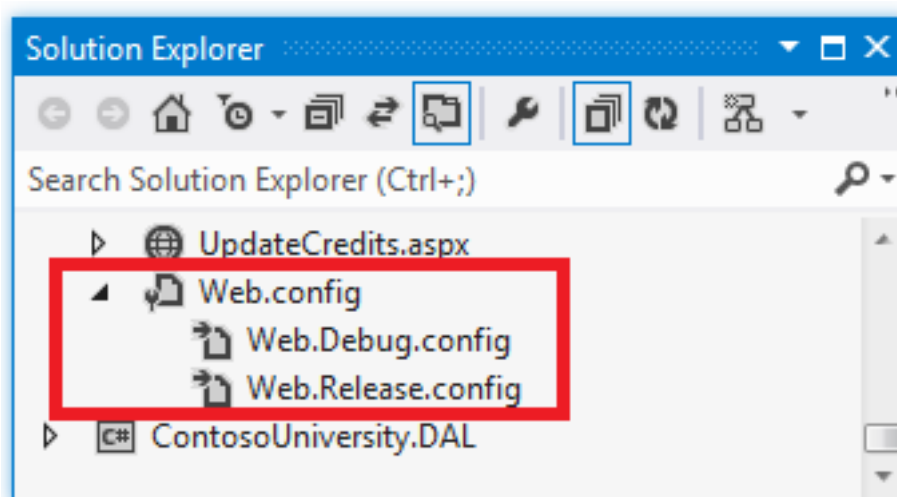 Solution Explorer
Search Solution Explorer (Ctrl+;)
UpdateCredits.aspx
Web.config
Web.Debug.config
Web.Release.config
C# ContosoUniversity.DAL